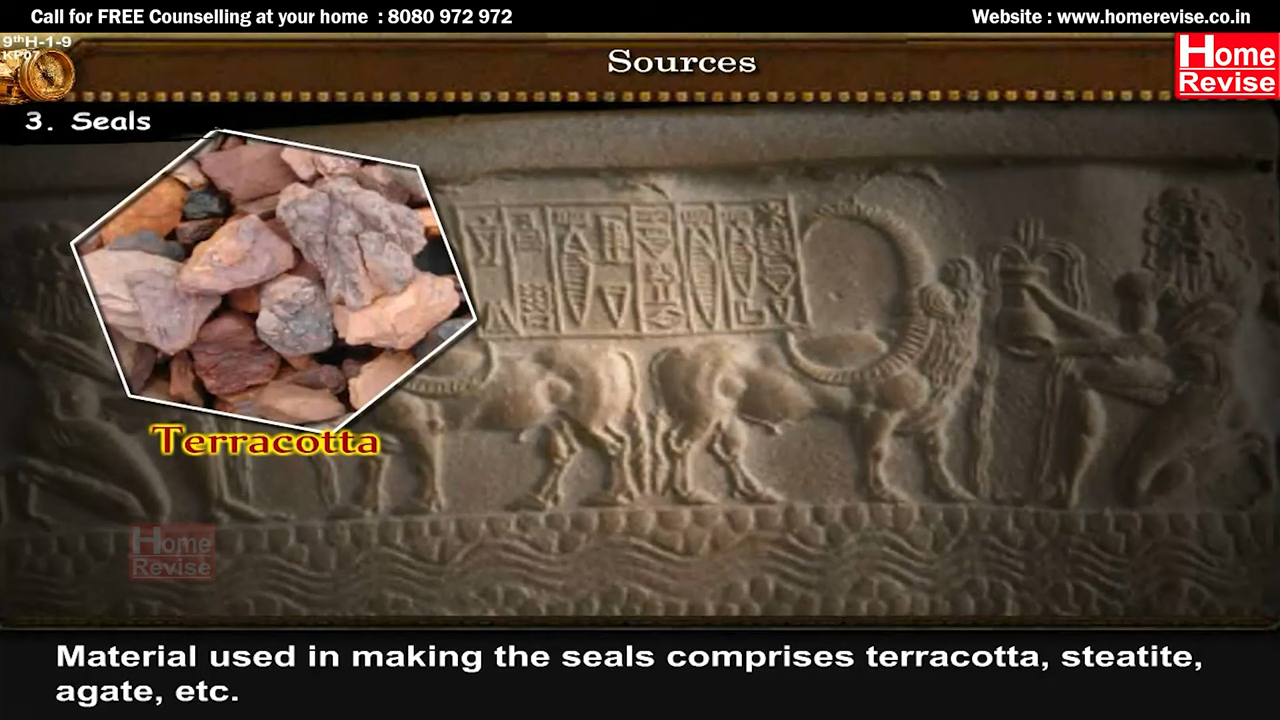 Call for FREE Counselling at your home : 8080 972 972
Website : www.homerevise.co.in
9thH-1-9
KP07
Sources
Home
Revise
3. Seals
Terracotta
Home
Revise
Material used in making the seals comprises terracotta, steatite,
agate, etc.